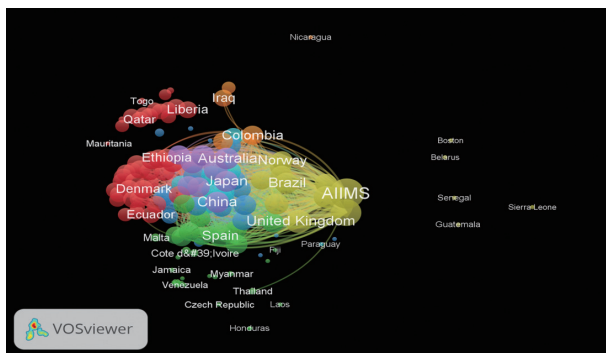 Nicaragua
Iraq
Togo
Liberia
Qatar
Colombia
Mauritania
Boston
Ethiopia
Australia
Norway
Belarus
Japan
Brazil
Denmark
AIIMS
China
Senegal
Sierra-Leone
Ecuador
United Kingdom
Guatemala
Malta
Spain
Paraguay
Cote d&#39;Ivoire
Fiji
Jamaica
Myanmar
Venezuela
Thailand
Czech Republic
Laos
Honduras
VOSviewer